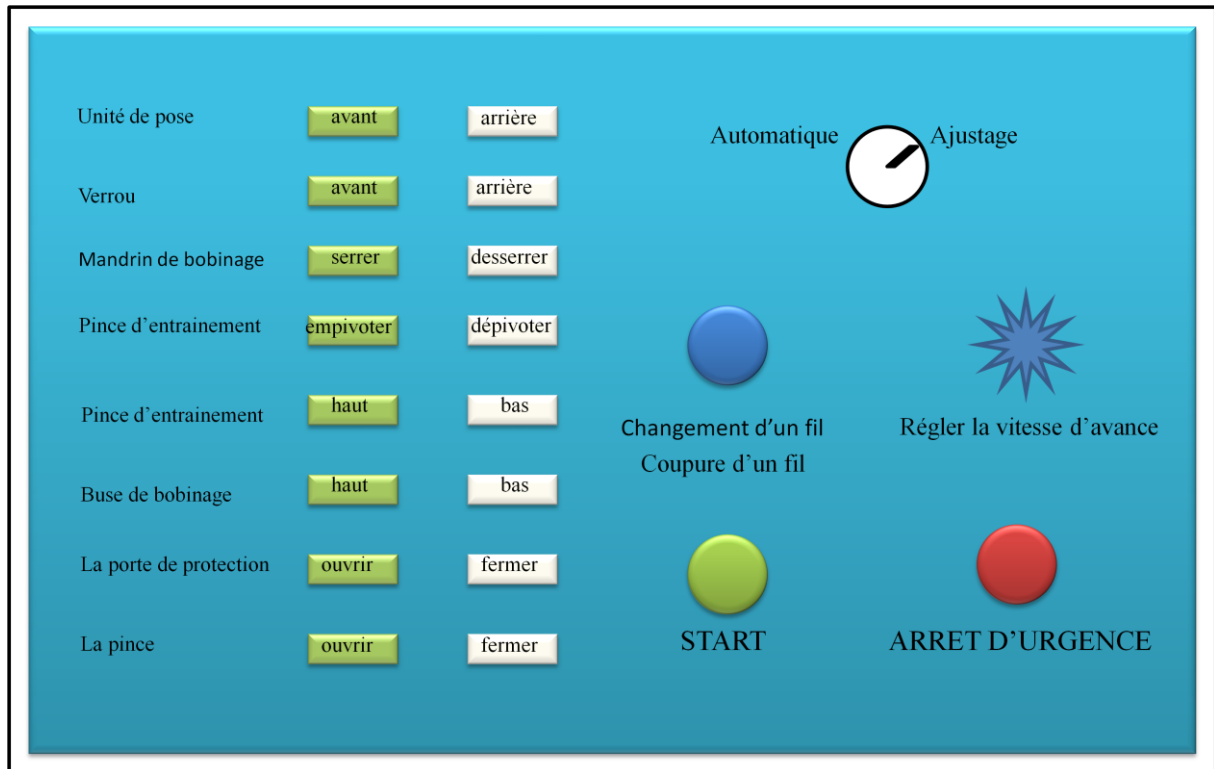 Unité de pose avant arrière
Verrou avant arrière
Mandrin de bobinage serrer desserrer
Pince d'entrainement empivoter dépivoter
Pince d'entrainement haut bas
Buse de bobinage haut bas
La porte de protection ouvrir fermer
La pince ouvrir fermer
Automatique Ajustage
Changement d'un fil
Coupure d'un fil
Régler la vitesse d'avance
START
ARRET D'URGENCE